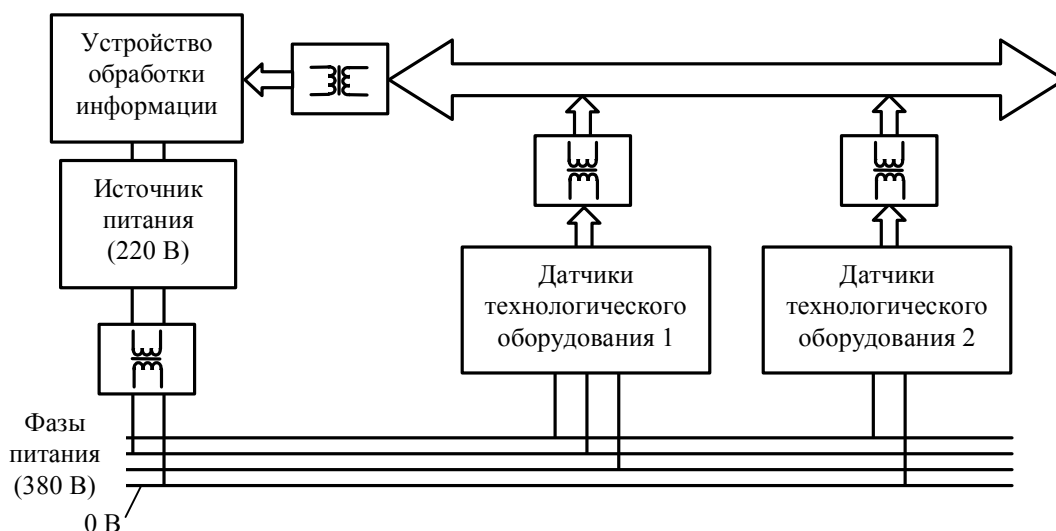 Устройство
обработки
информации
Источник
питания
(220 В)
Датчики
технологического
оборудования 1
Датчики
технологического
оборудования 2
Фазы
питания
(380 В)
0 В